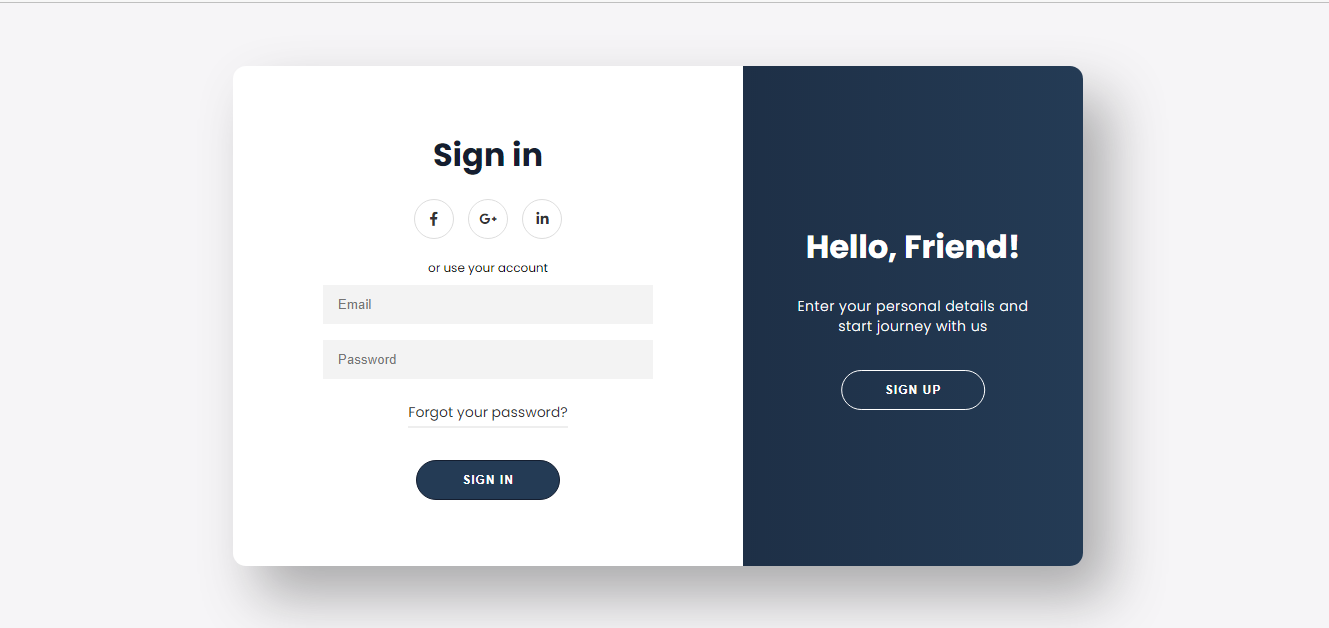 Sign in
f G+ in
or use your account
Email
Password
Forgot your password?
SIGN IN
Hello, Friend!
Enter your personal details and
start journey with us
SIGN UP